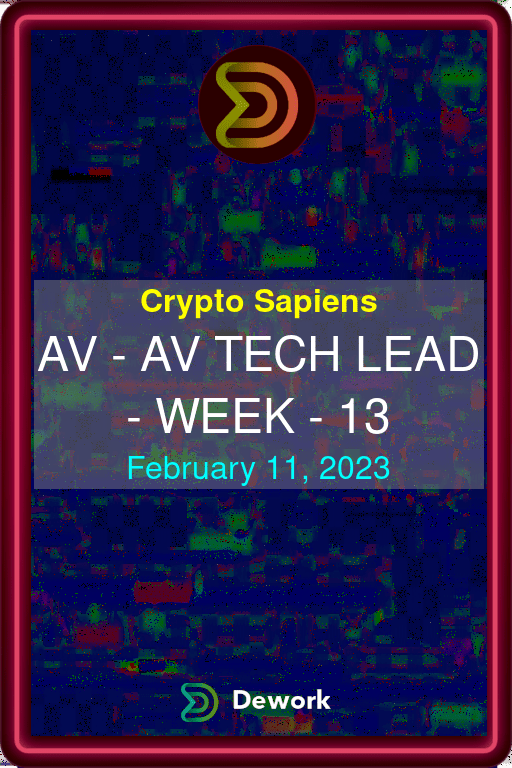 Crypto Sapiens
AV - AV TECH LEAD
- WEEK - 13
February 11, 2023
Dework